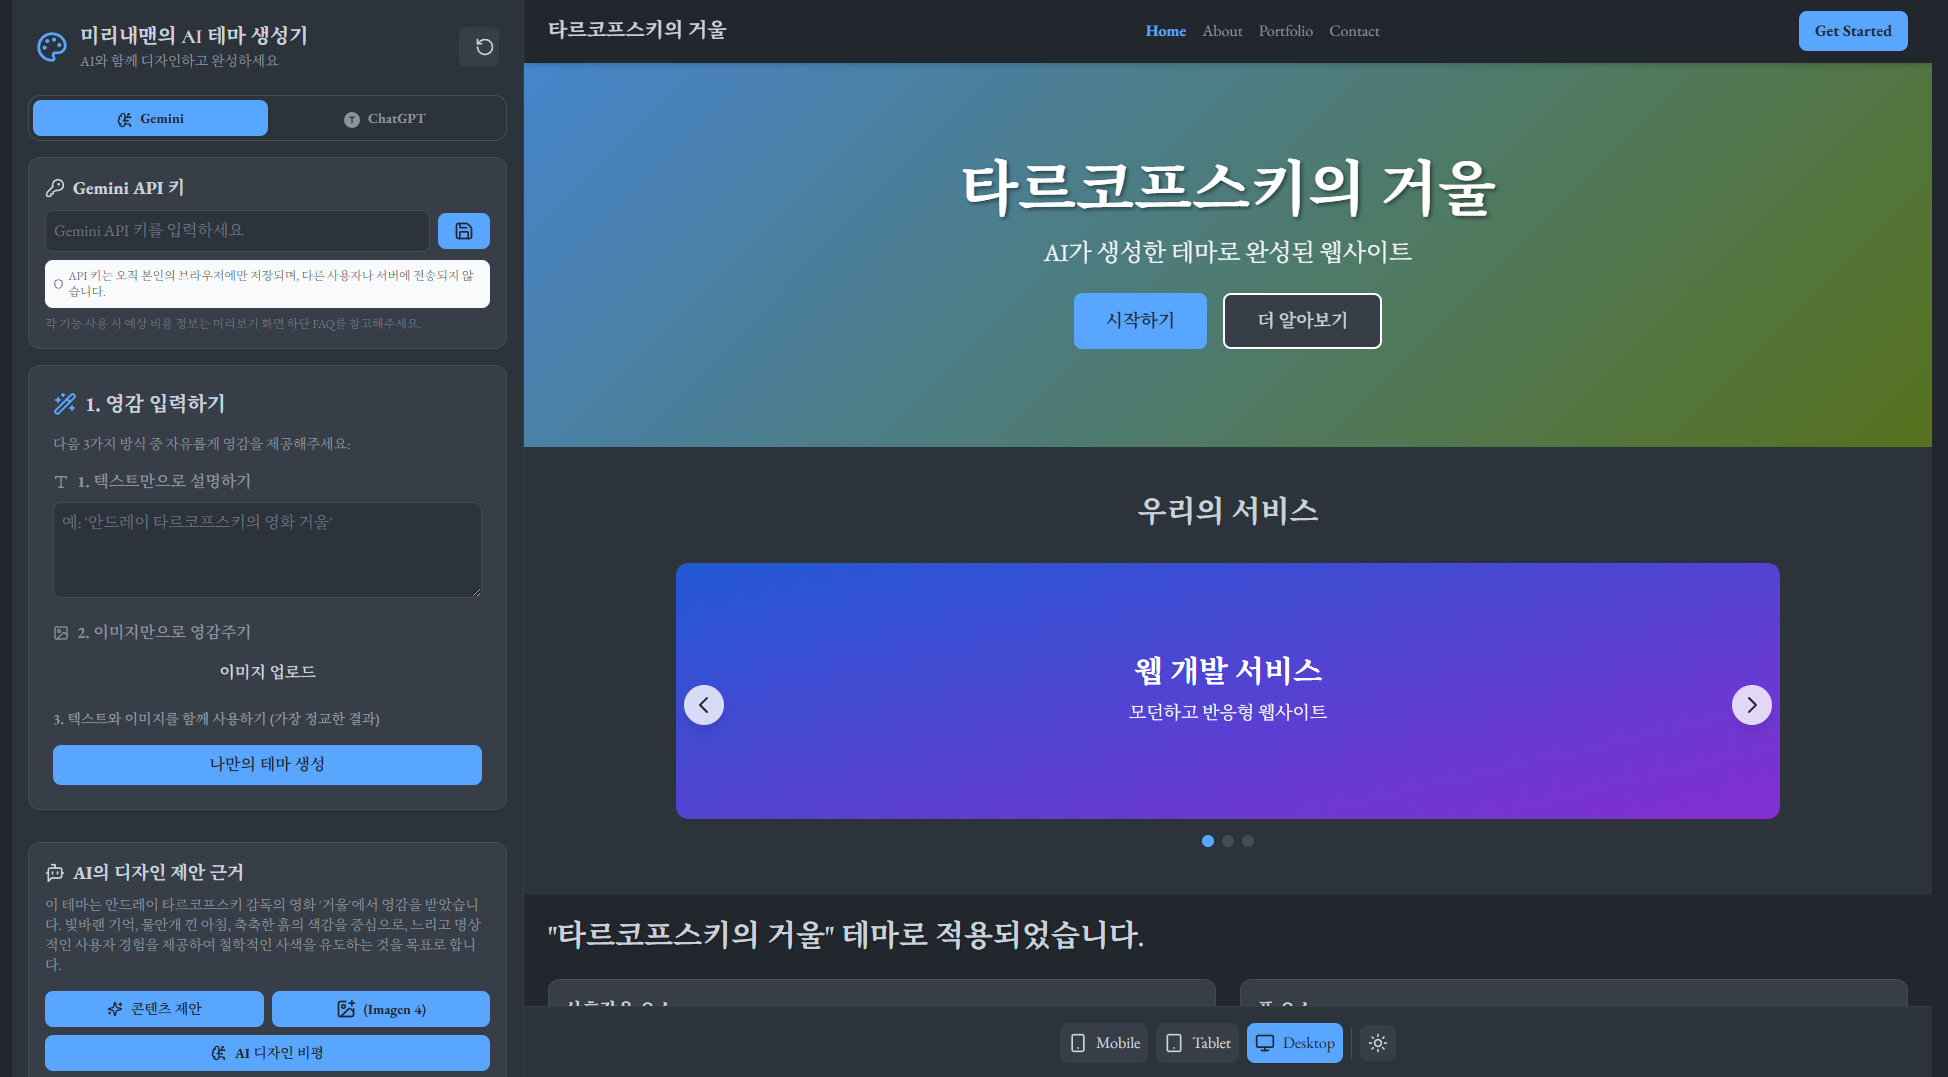 미리내맨의 AI 테마 생성기
AI와 함께 디자인하고 완성하세요
Gemini
ChatGPT
Gemini API 키
Gemini API 키를 입력하세요
API 키는 오직 본인의 브라우저에만 저장되며, 다른 사용자나 서버에 전송되지 않
습니다.
각 기능 사용 시 예상 비용 정보는 미리보기 화면 하단 FAQ를 참고해주세요.
1. 영감 입력하기
다음 3가지 방식 중 자유롭게 영감을 제공해주세요:
1. 텍스트만으로 설명하기
예: '안드레이 타르코프스키의 영화 거울'
2. 이미지만으로 영감주기
이미지 업로드
3. 텍스트와 이미지를 함께 사용하기 (가장 정교한 결과)
나만의 테마 생성
AI의 디자인 제안 근거
이 테마는 안드레이 타르코프스키 감독의 영화 '거울'에서 영감을 받았습니
다. 빛바랜 기억, 물안개 낀 아침, 축축한 흙의 색감을 중심으로, 느리고 명상
적인 사용자 경험을 제공하여 철학적인 사색을 유도하는 것을 목표로 합니
다.
콘텐츠 제안
(Imagen 4)
AI 디자인 비평
타르코프스키의 거울
Home
About
Portfolio
Contact
Get Started
타르코프스키의 거울
AI가 생성한 테마로 완성된 웹사이트
시작하기
더 알아보기
우리의 서비스
웹 개발 서비스
모던하고 반응형 웹사이트
"타르코프스키의 거울" 테마로 적용되었습니다.
Mobile
Tablet
Desktop